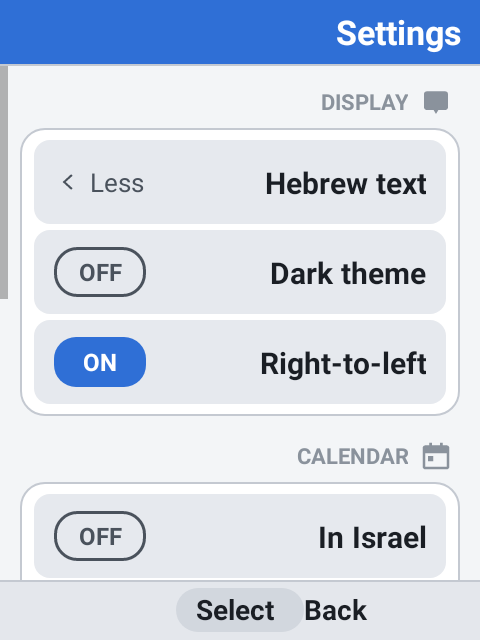 Settings
DISPLAY
Hebrew text Less
Dark theme OFF
Right-to-left ON
CALENDAR
In Israel OFF
Select Back